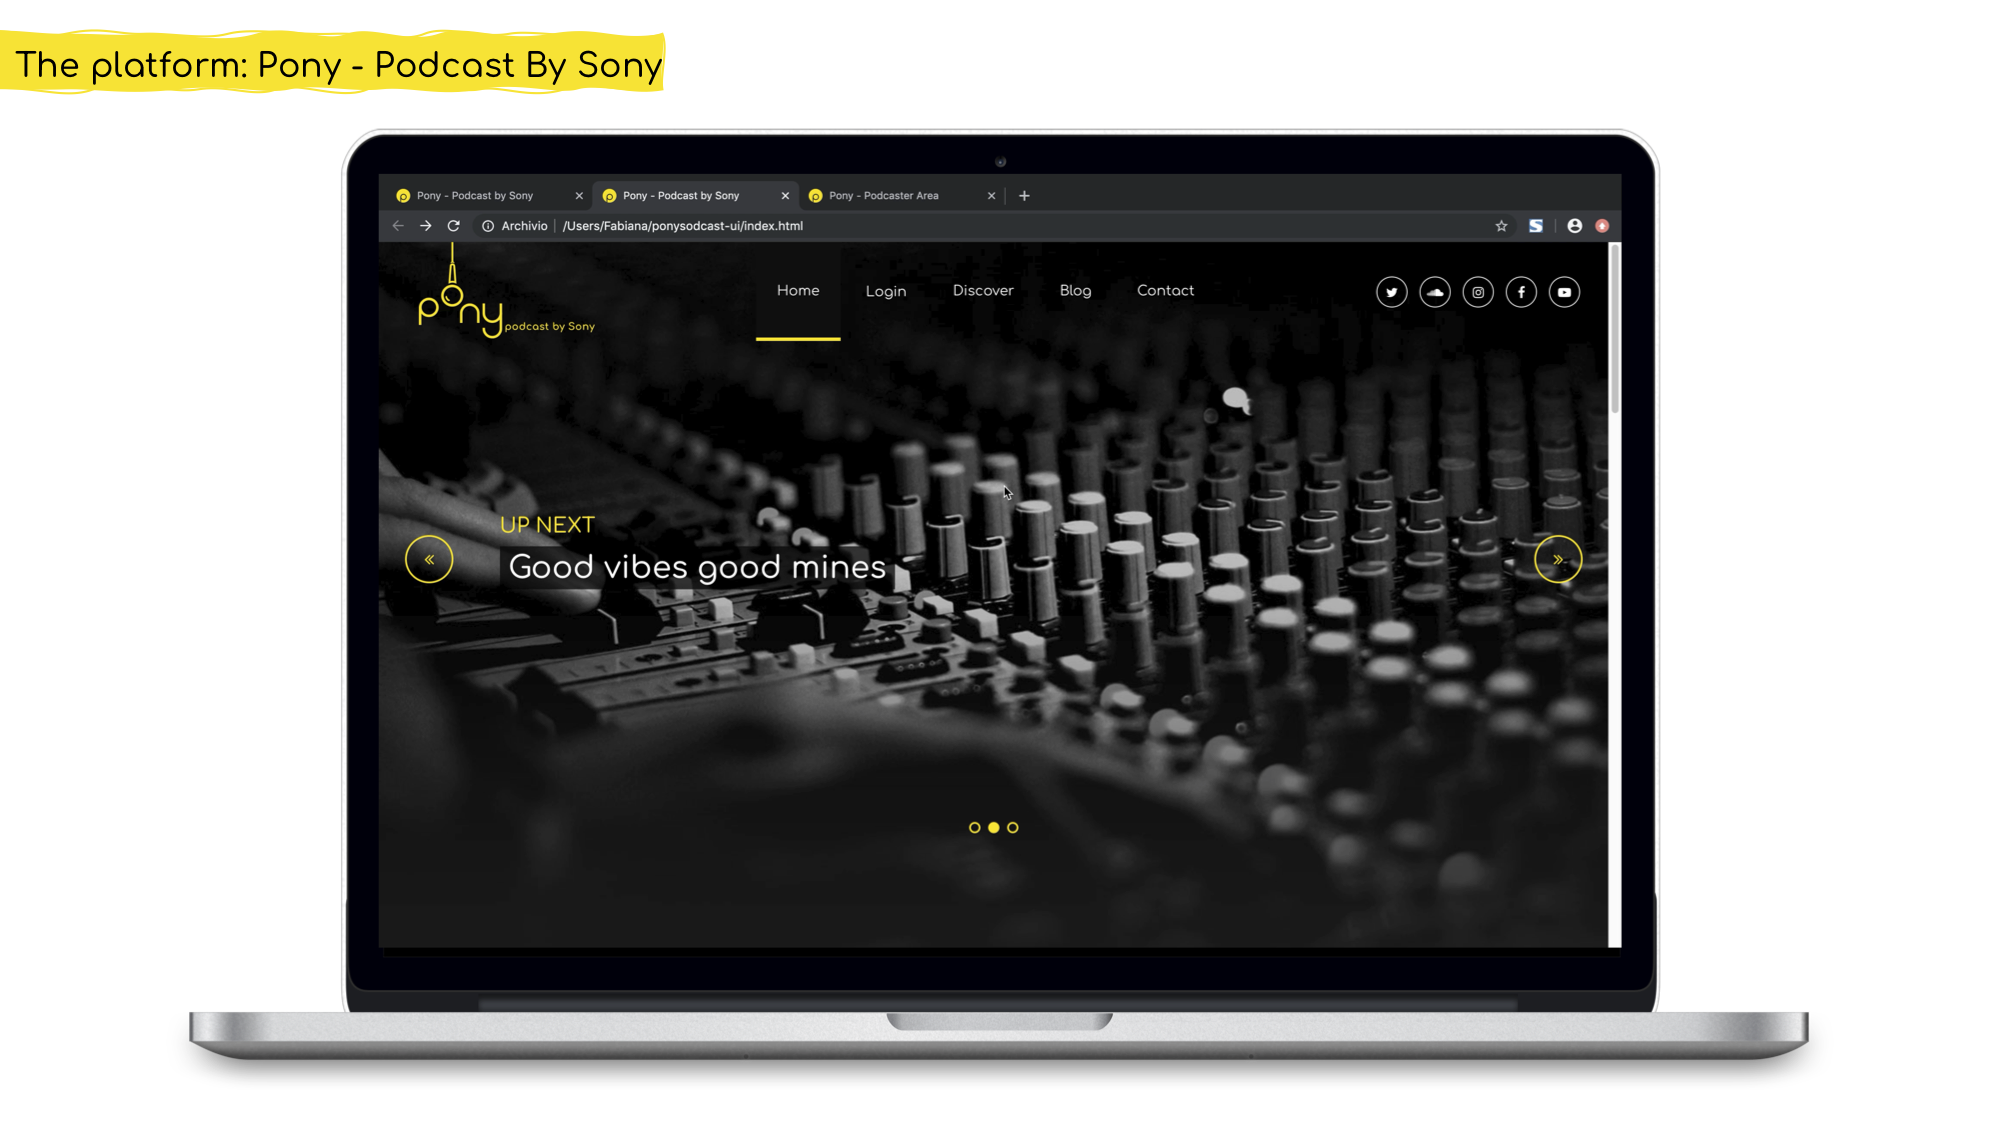 The platform: Pony - Podcast By Sony
Pony - Podcast by Sony
Pony - Podcast by Sony
Pony - Podcaster Area
Archivio
/Users/Fabiana/ponysodcast-ui/index.html
pony
podcast by Sony
Home
Login
Discover
Blog
Contact
UP NEXT
Good vibes good mines